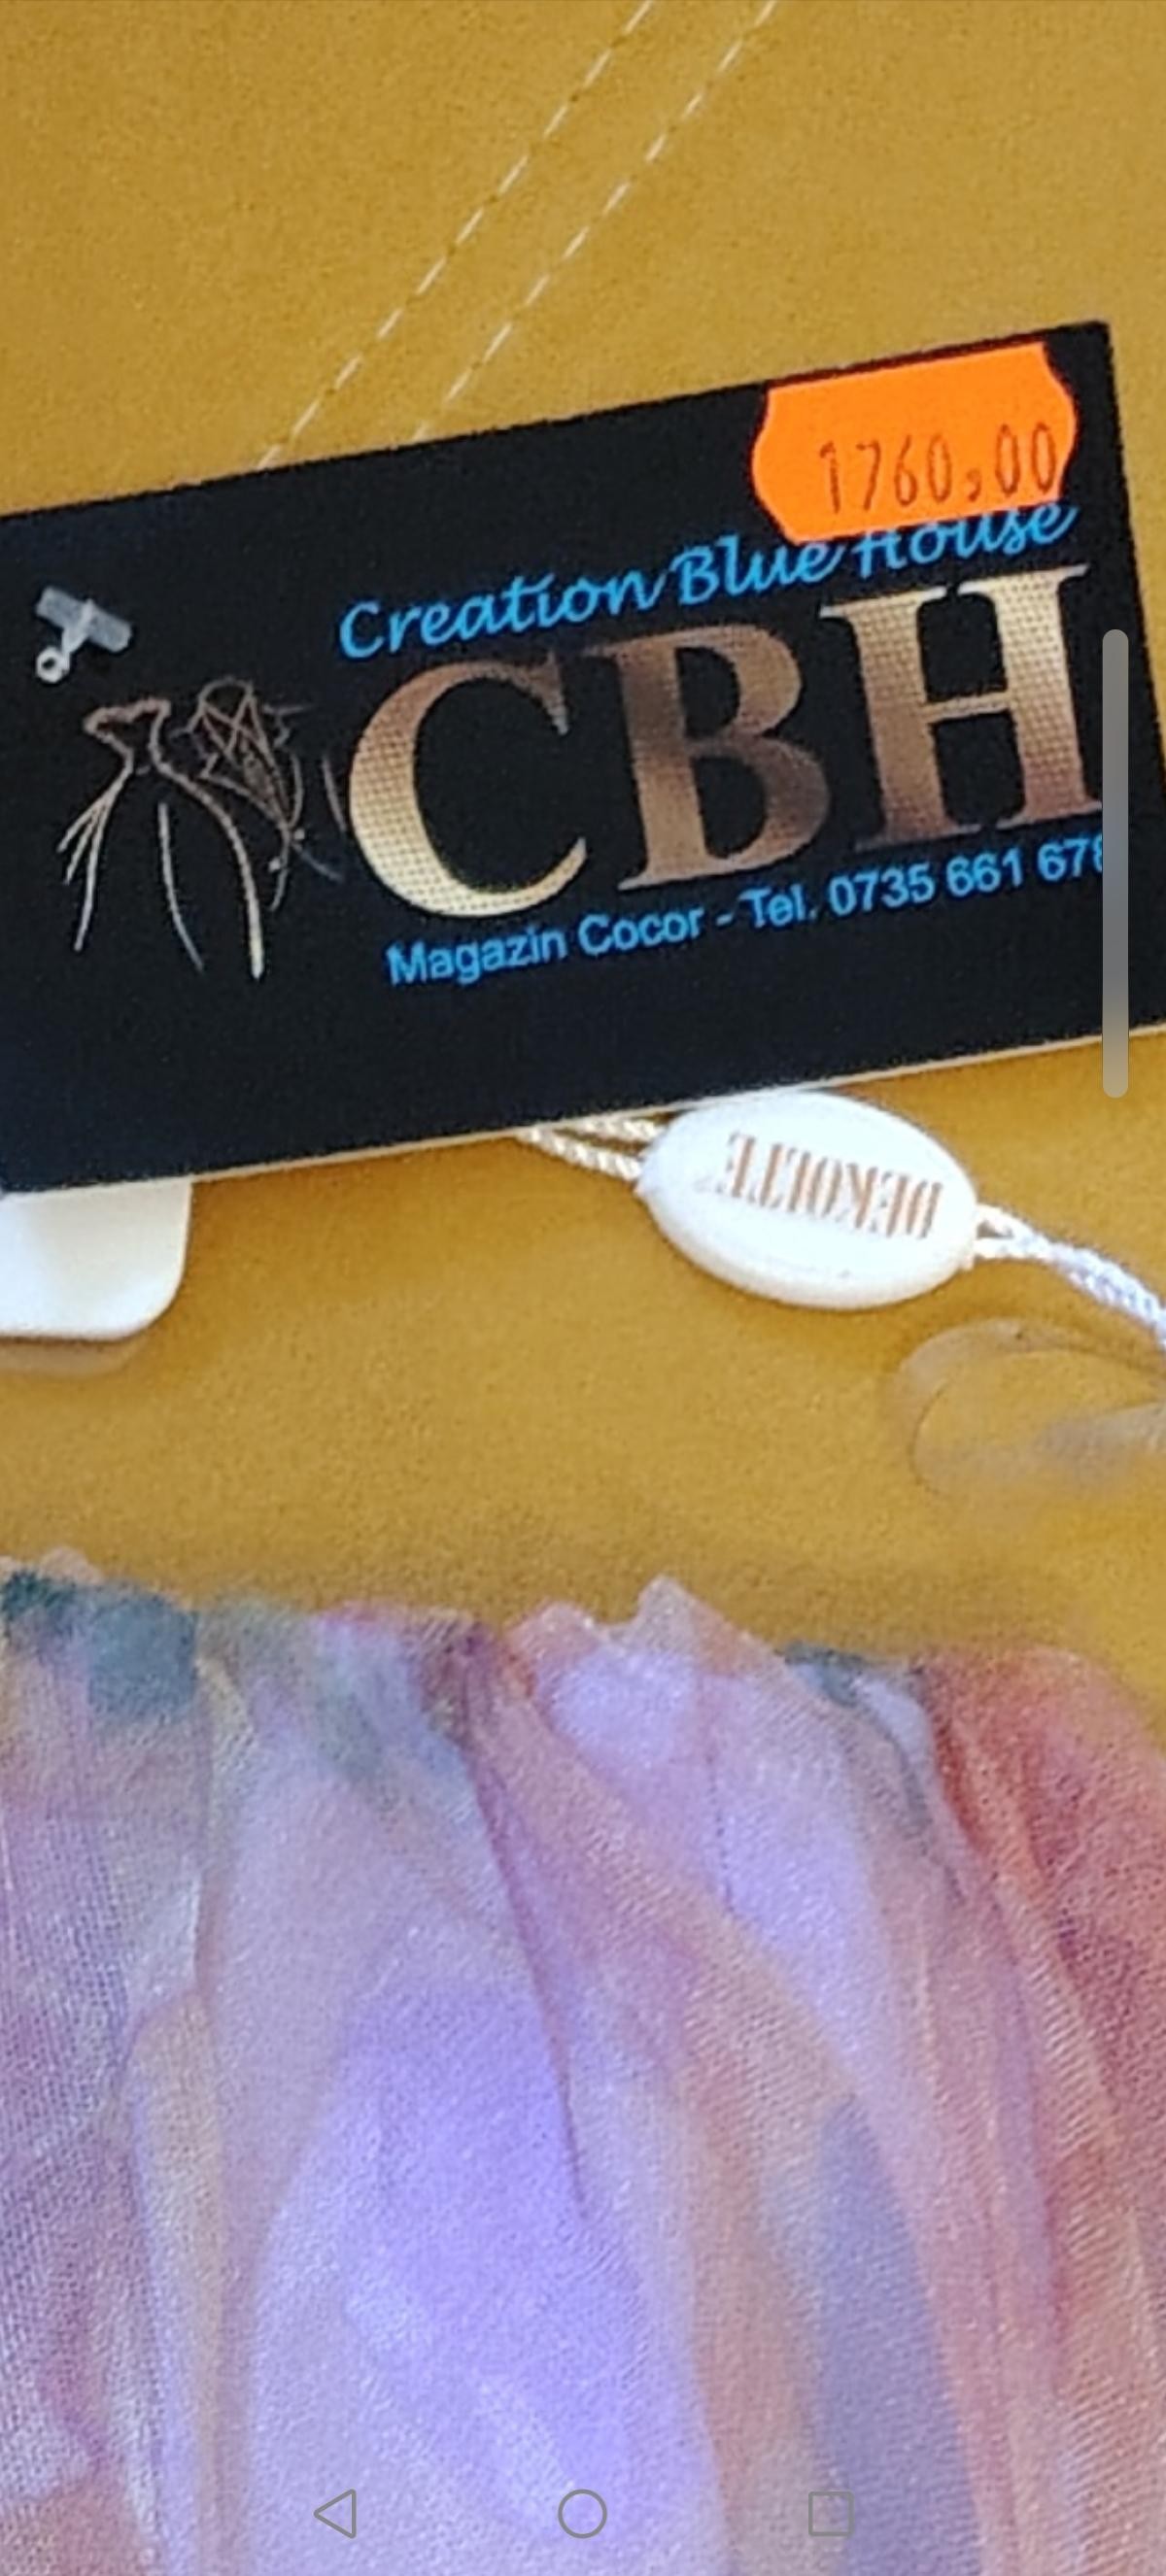 1760,00
Creation Blue House
CBH
Magazin Cocor - Tel. 0735 661 678
DEKOLTE